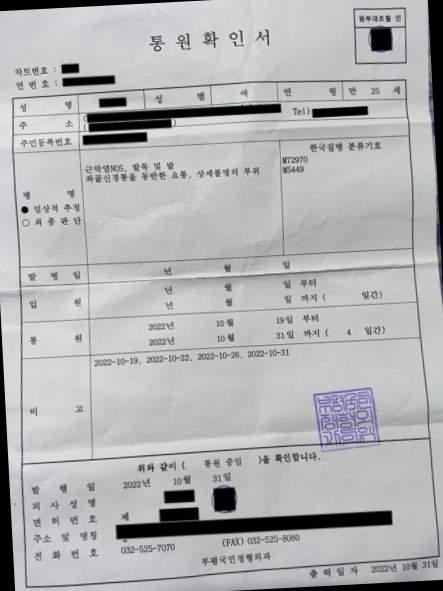 원부대조필 인
통원확인서
차트번호 :
연번호 :
성 명 성 별 여 연 령 만 25 세
주 소 Tel)
주민등록번호
병 명
● 임상적 추정
○ 최종 판단
근막염NOS, 발목 및 발
좌골신경통을 동반한 요통, 상세불명의 부위
한국질병 분류기호
M72970
M5449
발 병 일 년 월 일
입 원 년 월 일 부터
년 월 일 까지 ( 일간)
통 원 2022년 10월 19일 부터
2022년 10월 31일 까지 ( 4 일간)
비 고
2022-10-19, 2022-10-22, 2022-10-26, 2022-10-31
위와 같이 ( 통원 중임 )을 확인합니다.
발 행 일 2022년 10월 31일
의 사 성 명
면 허 번 호 제
주소 및 명칭
전 화 번 호 032-525-7070 (FAX) 032-525-8080
부평국민정형외과
출 력 일 자 2022년 10월 31일